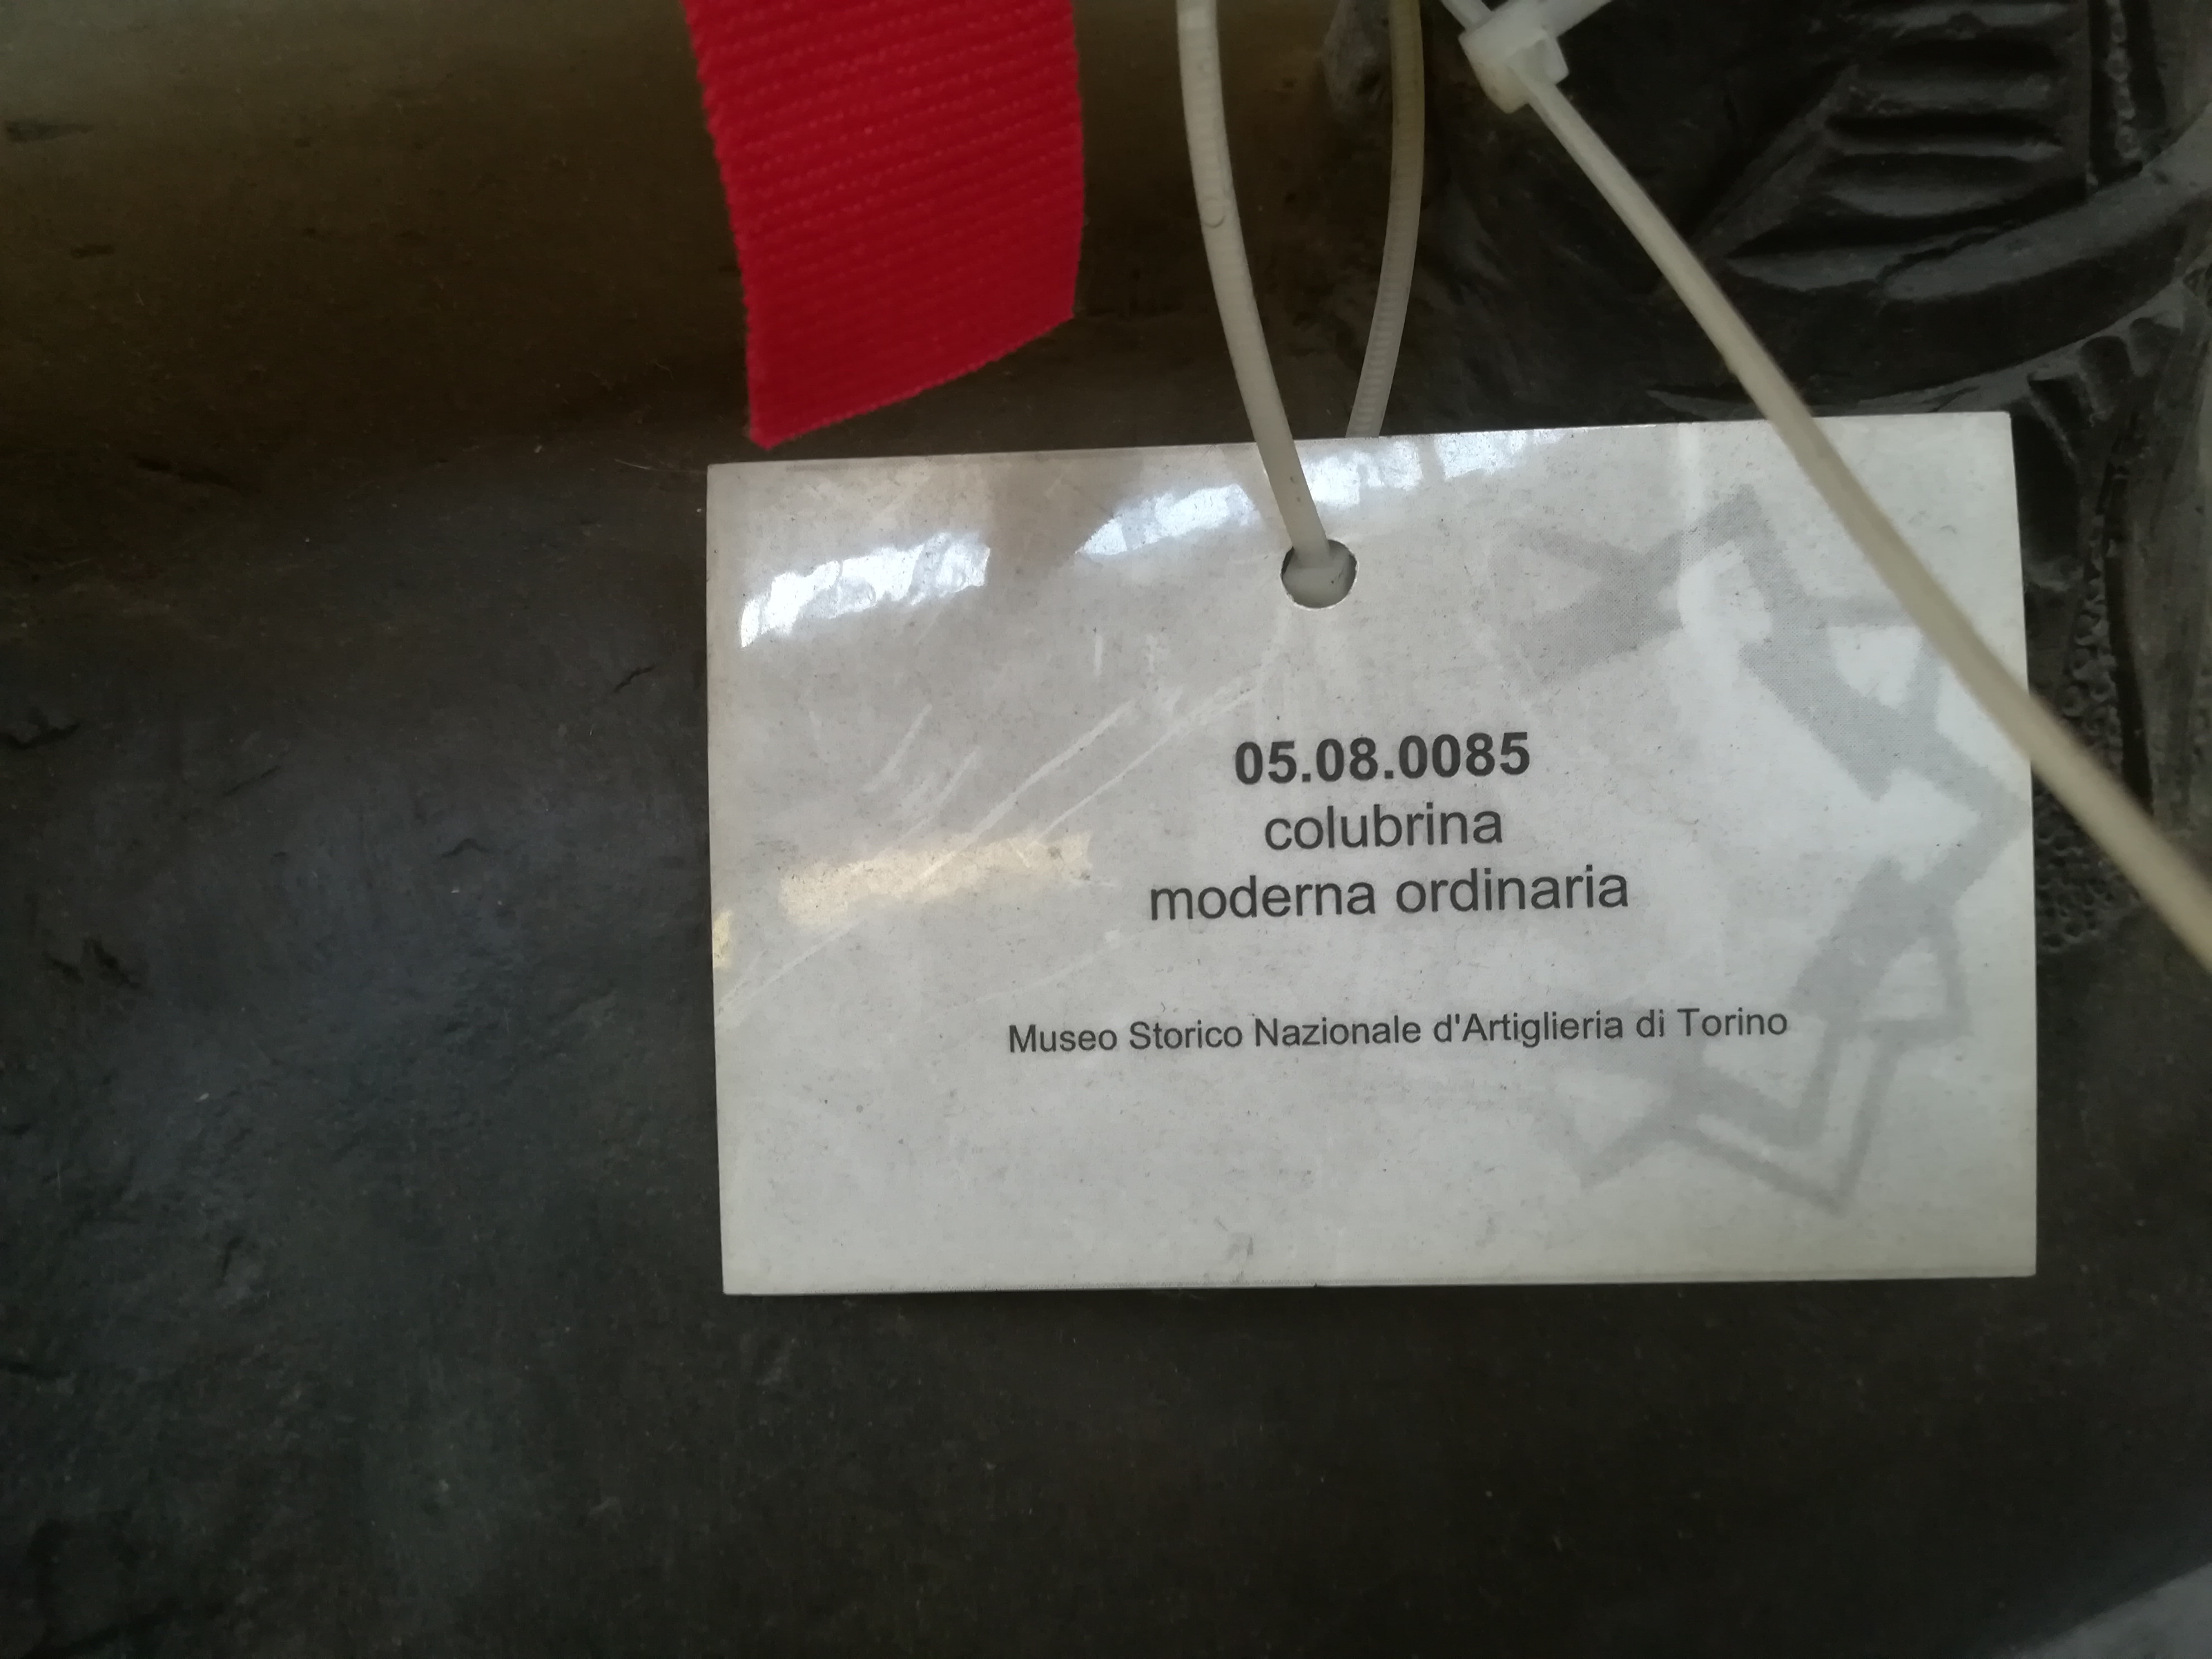 05.08.0085
colubrina
moderna ordinaria
Museo Storico Nazionale d'Artiglieria di Torino